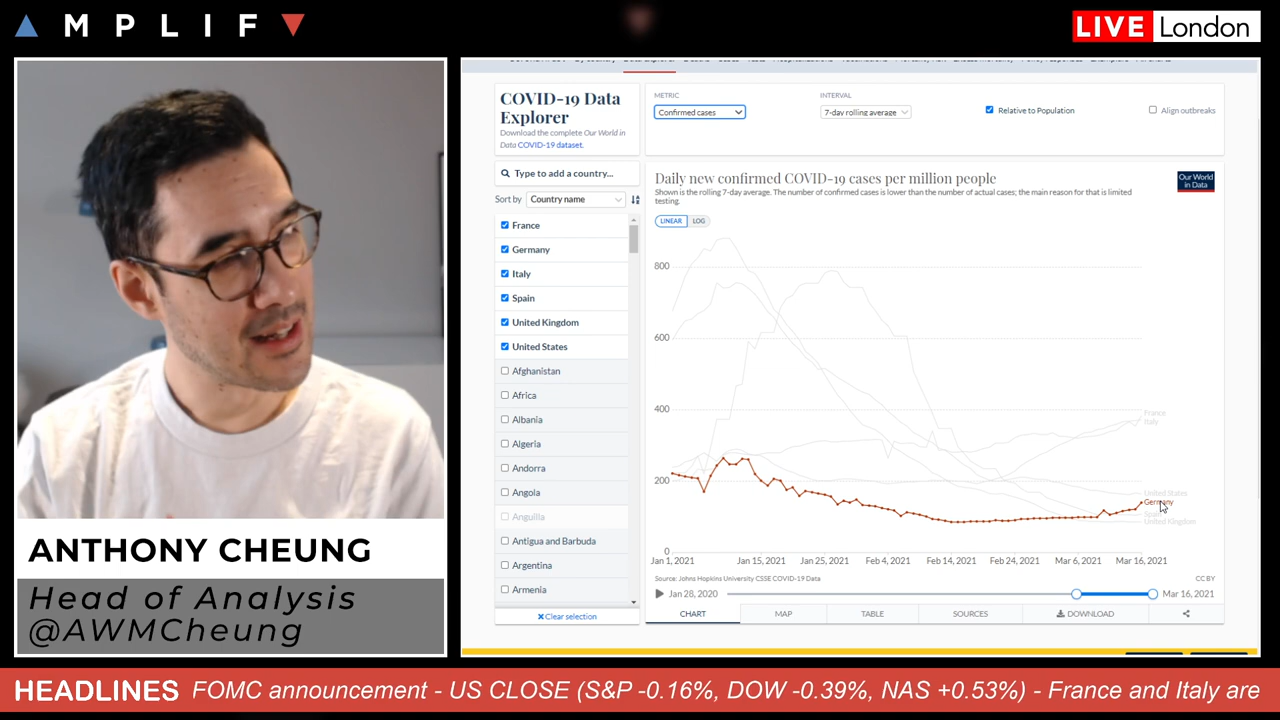 ▲ M P L I F ▼
LIVE London
COVID-19 Data
Explorer
Download the complete Our World in
Data COVID-19 dataset.
METRIC
Confirmed cases
INTERVAL
7-day rolling average
Relative to Population
Align outbreaks
Type to add a country...
Sort by Country name
France
Germany
Italy
Spain
United Kingdom
United States
Afghanistan
Africa
Albania
Algeria
Andorra
Angola
Anguilla
Antigua and Barbuda
Argentina
Armenia
Clear selection
Daily new confirmed COVID-19 cases per million people
Shown is the rolling 7-day average. The number of confirmed cases is lower than the number of actual cases; the main reason for that is limited
testing.
Our World
in Data
LINEAR LOG
800
600
400
200
0
France
Italy
United States
Germany
Spain
United Kingdom
Jan 1, 2021 Jan 15, 2021 Jan 25, 2021 Feb 4, 2021 Feb 14, 2021 Feb 24, 2021 Mar 6, 2021 Mar 16, 2021
Source: Johns Hopkins University CSSE COVID-19 Data
CC BY
Jan 28, 2020 Mar 16, 2021
CHART MAP TABLE SOURCES DOWNLOAD
ANTHONY CHEUNG
Head of Analysis
@AWMCheung
HEADLINES FOMC announcement - US CLOSE (S&P -0.16%, DOW -0.39%, NAS +0.53%) - France and Italy are